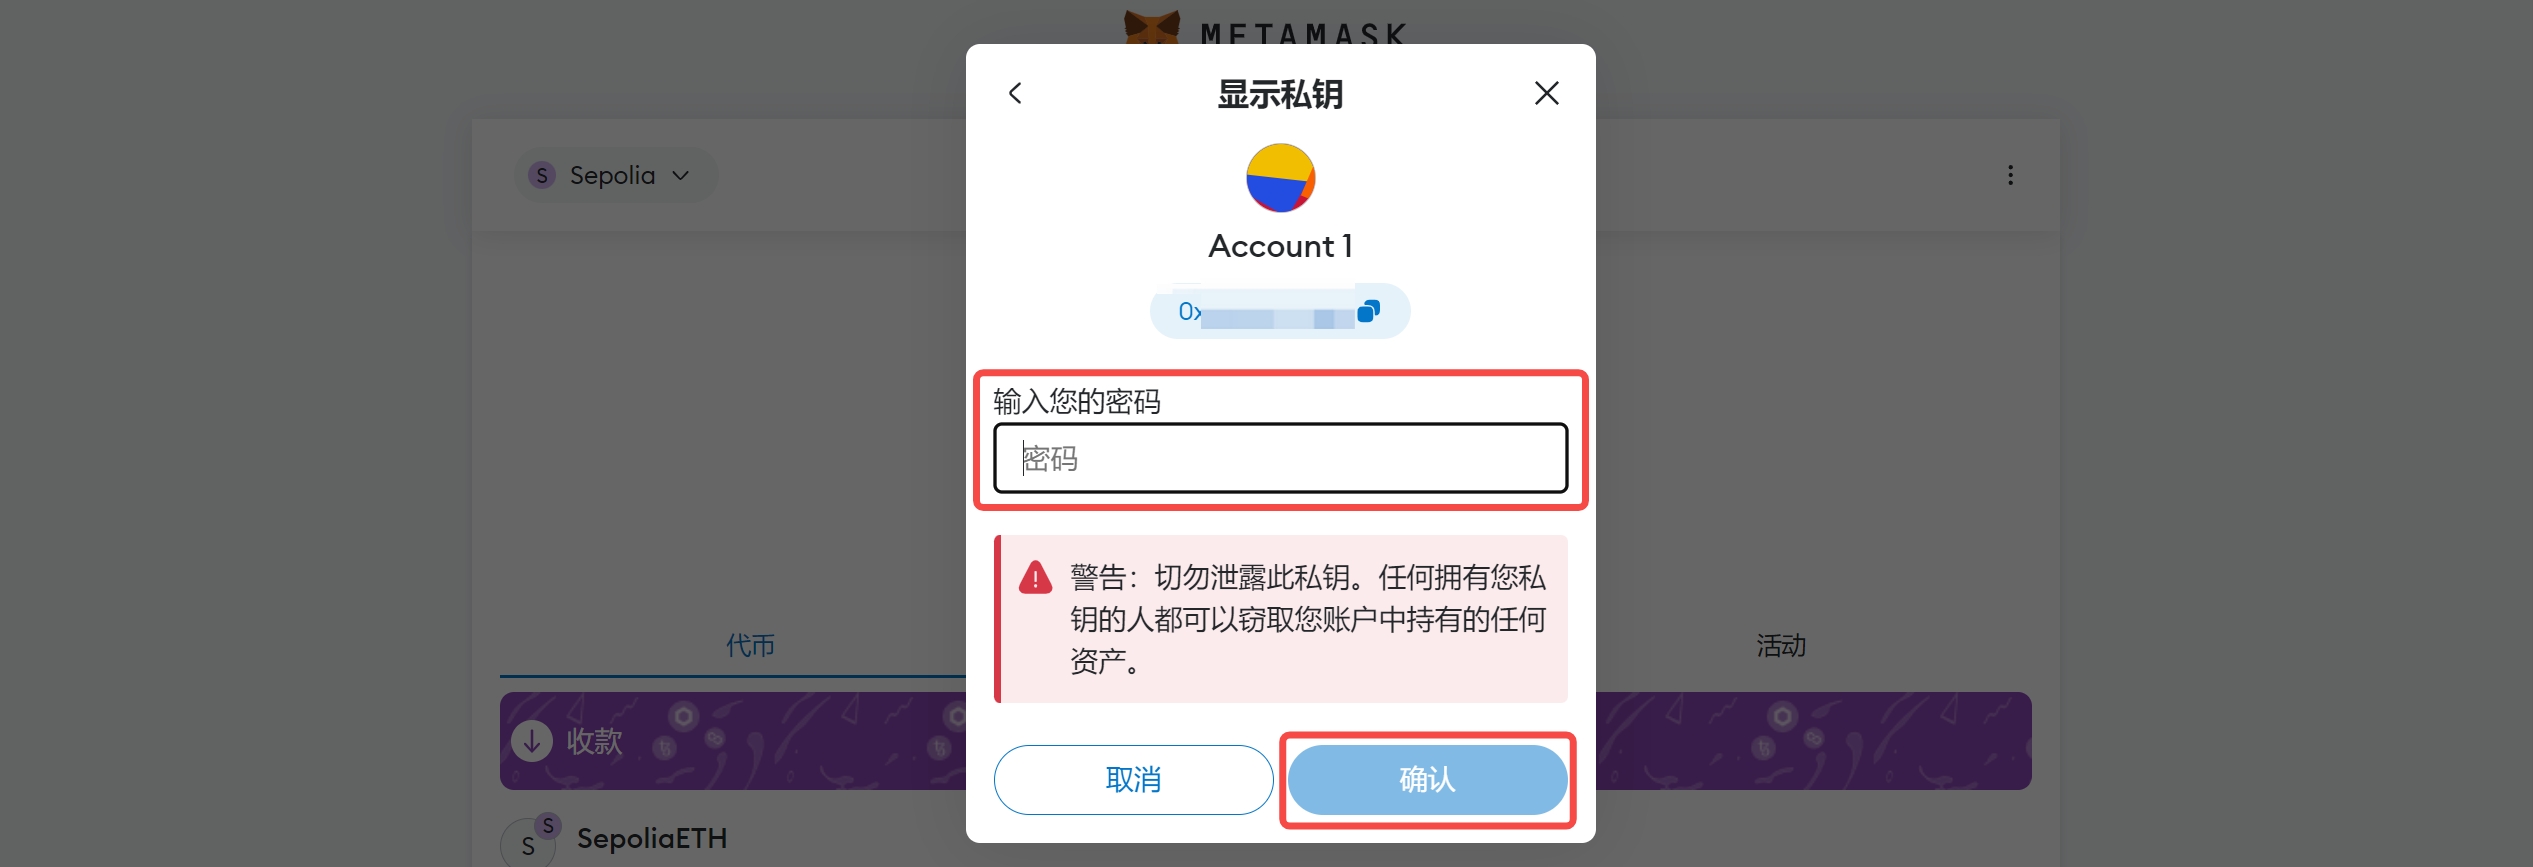 METAMASK
显示私钥
S Sepolia
Account 1
0x
输入您的密码
密码
警告：切勿泄露此私钥。任何拥有您私
钥的人都可以窃取您账户中持有的任何
资产。
代币
活动
收款
取消
确认
S
S
SepoliaETH